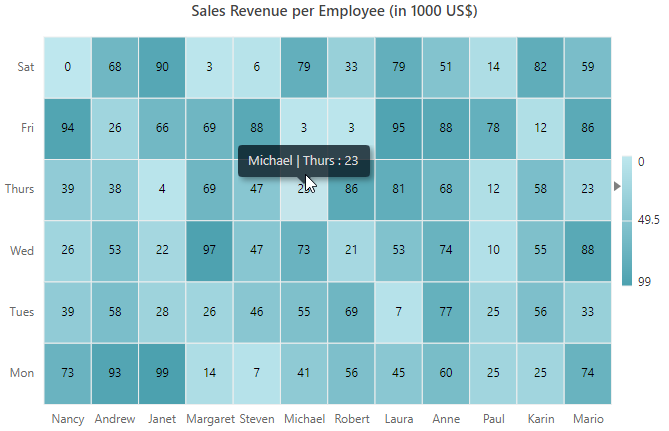 Sales Revenue per Employee (in 1000 US$)
Sat 0 68 90 3 6 79 33 79 51 14 82 59
Fri 94 26 66 69 88 3 3 95 88 78 12 86
0
Michael | Thurs : 23
Thurs 39 38 4 69 47 23 86 81 68 12 58 23
49.5
Wed 26 53 22 97 47 73 21 53 74 10 55 88
99
Tues 39 58 28 26 46 55 69 7 77 25 56 33
Mon 73 93 99 14 7 41 56 45 60 25 25 74
Nancy Andrew Janet Margaret Steven Michael Robert Laura Anne Paul Karin Mario